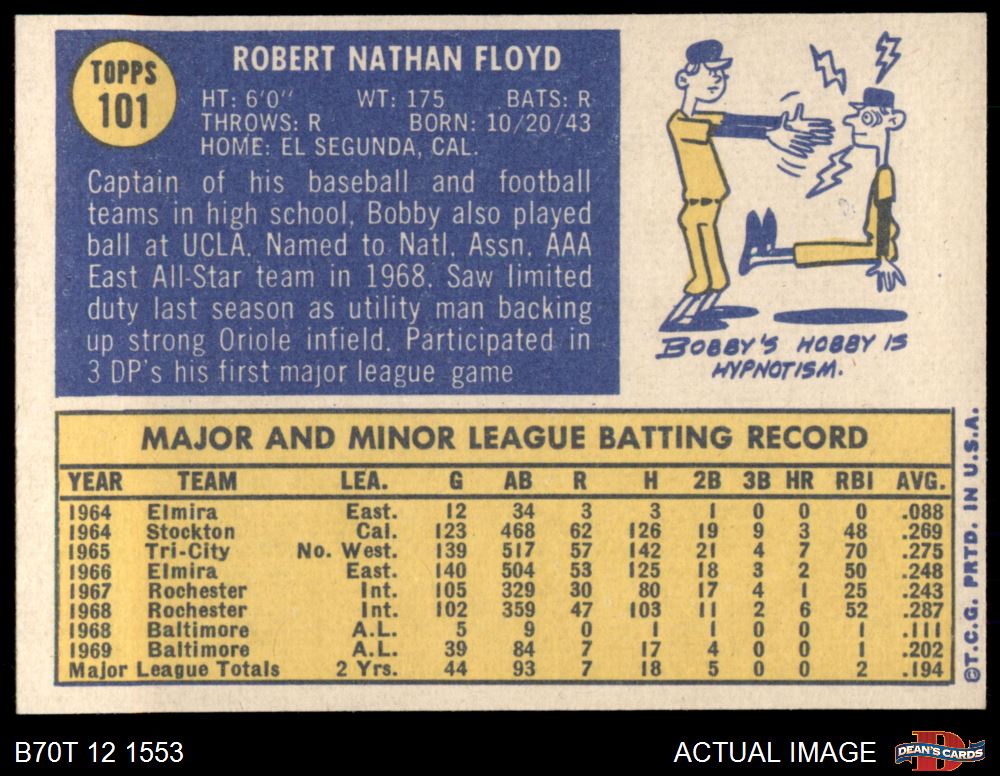 TOPPS
101
ROBERT NATHAN FLOYD
HT: 6'0" WT: 175 BATS: R
THROWS: R BORN: 10/20/43
HOME: EL SEGUNDA, CAL.
Captain of his baseball and football
teams in high school, Bobby also played
ball at UCLA. Named to Natl. Assn. AAA
East All-Star team in 1968. Saw limited
duty last season as utility man backing
up strong Oriole infield. Participated in
3 DP's his first major league game
BOBBY'S HOBBY IS
HYPNOTISM.
MAJOR AND MINOR LEAGUE BATTING RECORD
YEAR TEAM LEA. G AB R H 2B 3B HR RBI AVG.
1964 Elmira East. 12 34 3 3 1 0 0 0 .088
1964 Stockton Cal. 123 468 62 126 19 9 3 48 .269
1965 Tri-City No. West. 139 517 57 142 21 4 7 70 .275
1966 Elmira East. 140 504 53 125 18 3 2 50 .248
1967 Rochester Int. 105 329 30 80 17 4 1 25 .243
1968 Rochester Int. 102 359 47 103 11 2 6 52 .287
1968 Baltimore A.L. 5 9 0 1 1 0 0 1 .111
1969 Baltimore A.L. 39 84 7 17 4 0 0 1 .202
Major League Totals 2 Yrs. 44 93 7 18 5 0 0 2 .194
©T.C.G. PRTD. IN U.S.A.
B70T 12 1553
ACTUAL IMAGE
D
DEAN'S CARDS